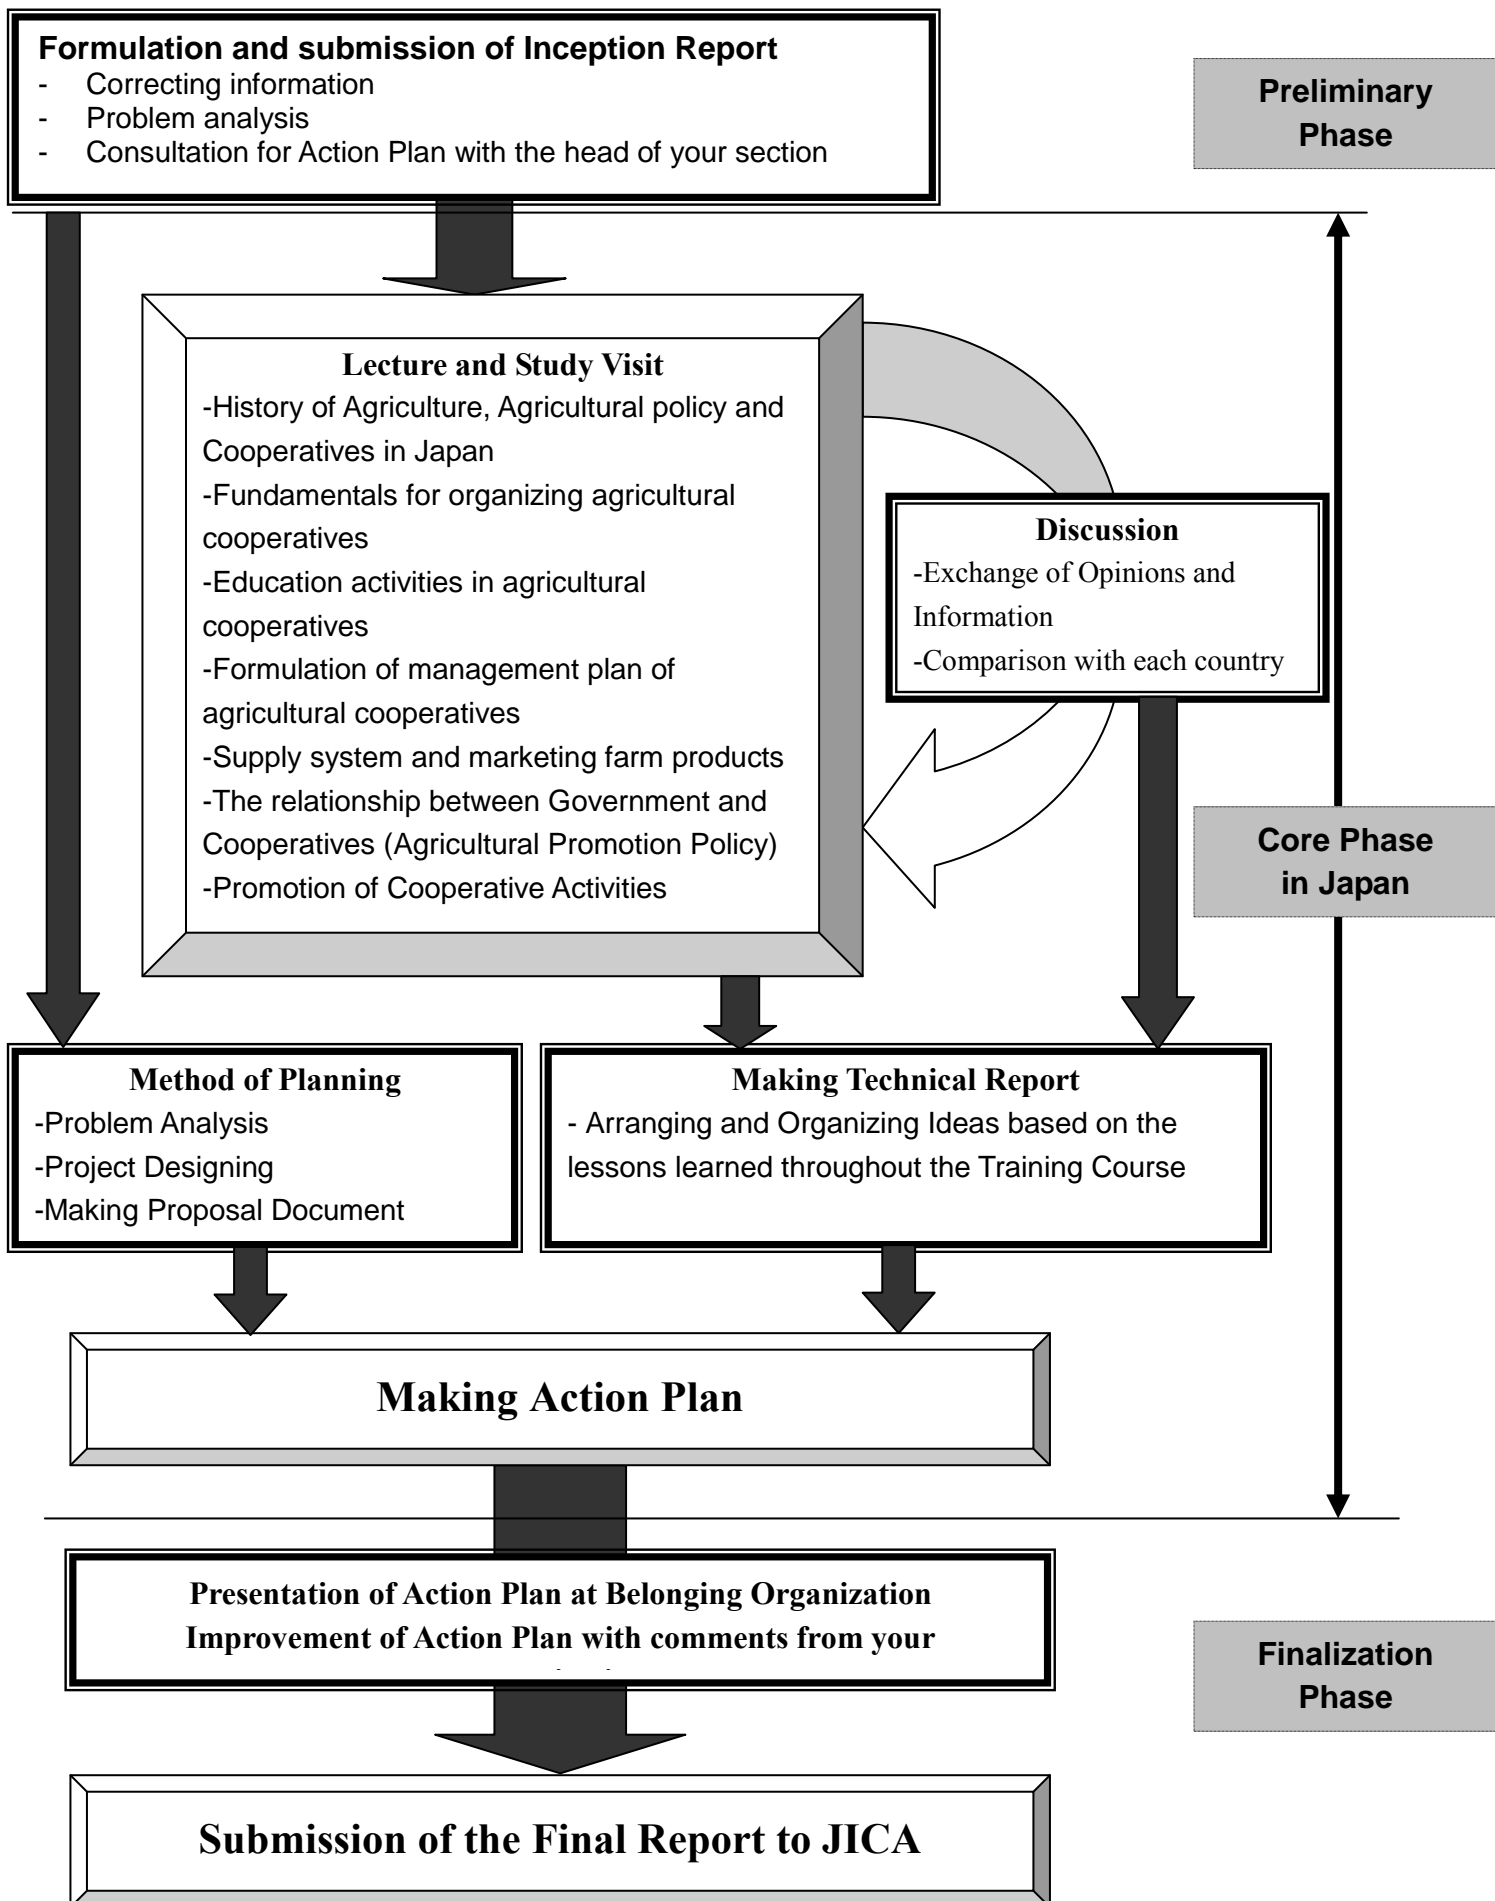 Formulation and submission of Inception Report
- Correcting information
- Problem analysis
- Consultation for Action Plan with the head of your section
Preliminary
Phase
Lecture and Study Visit
-History of Agriculture, Agricultural policy and
Cooperatives in Japan
-Fundamentals for organizing agricultural
cooperatives
-Education activities in agricultural
cooperatives
-Formulation of management plan of
agricultural cooperatives
-Supply system and marketing farm products
-The relationship between Government and
Cooperatives (Agricultural Promotion Policy)
-Promotion of Cooperative Activities
Discussion
-Exchange of Opinions and
Information
-Comparison with each country
Core Phase
in Japan
Method of Planning
-Problem Analysis
-Project Designing
-Making Proposal Document
Making Technical Report
- Arranging and Organizing Ideas based on the
lessons learned throughout the Training Course
Making Action Plan
Presentation of Action Plan at Belonging Organization
Improvement of Action Plan with comments from your
Finalization
Phase
Submission of the Final Report to JICA